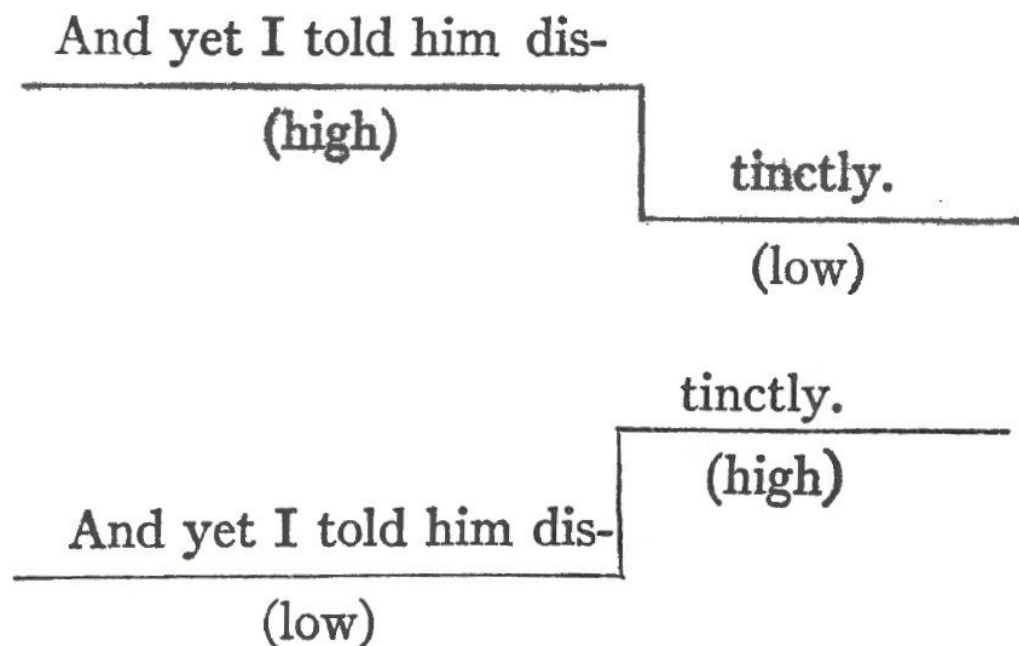 And yet I told him dis-
(high)
tinctly.
(low)
tinctly.
(high)
And yet I told him dis-
(low)